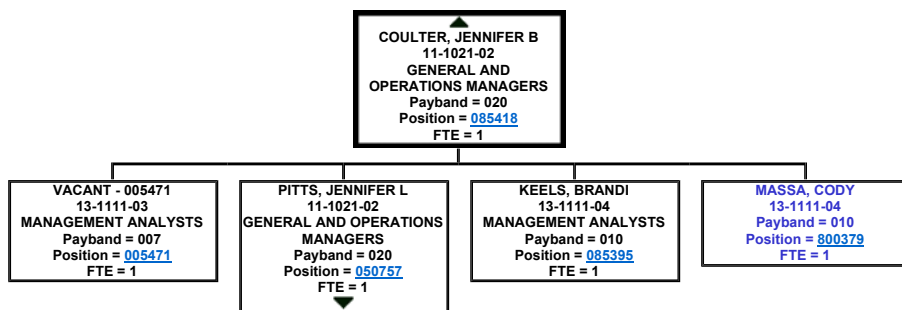 COULTER, JENNIFER B
11-1021-02
GENERAL AND
OPERATIONS MANAGERS
Payband = 020
Position = 085418
FTE = 1
VACANT - 005471
13-1111-03
MANAGEMENT ANALYSTS
Payband = 007
Position = 005471
FTE = 1
PITTS, JENNIFER L
11-1021-02
GENERAL AND OPERATIONS
MANAGERS
Payband = 020
Position = 050757
FTE = 1
KEELS, BRANDI
13-1111-04
MANAGEMENT ANALYSTS
Payband = 010
Position = 085395
FTE = 1
MASSA, CODY
13-1111-04
Payband = 010
Position = 800379
FTE = 1